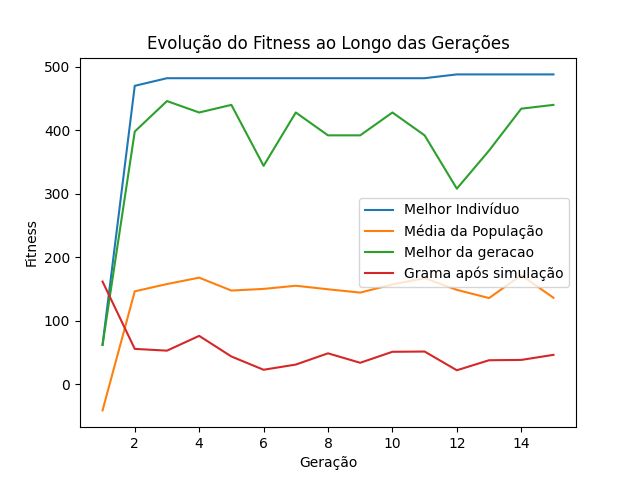 Evolução do Fitness ao Longo das Gerações
500
400
300
200
100
0
Fitness
Melhor Indivíduo
Média da População
Melhor da geracao
Grama após simulação
2
4
6
8
10
12
14
Geração